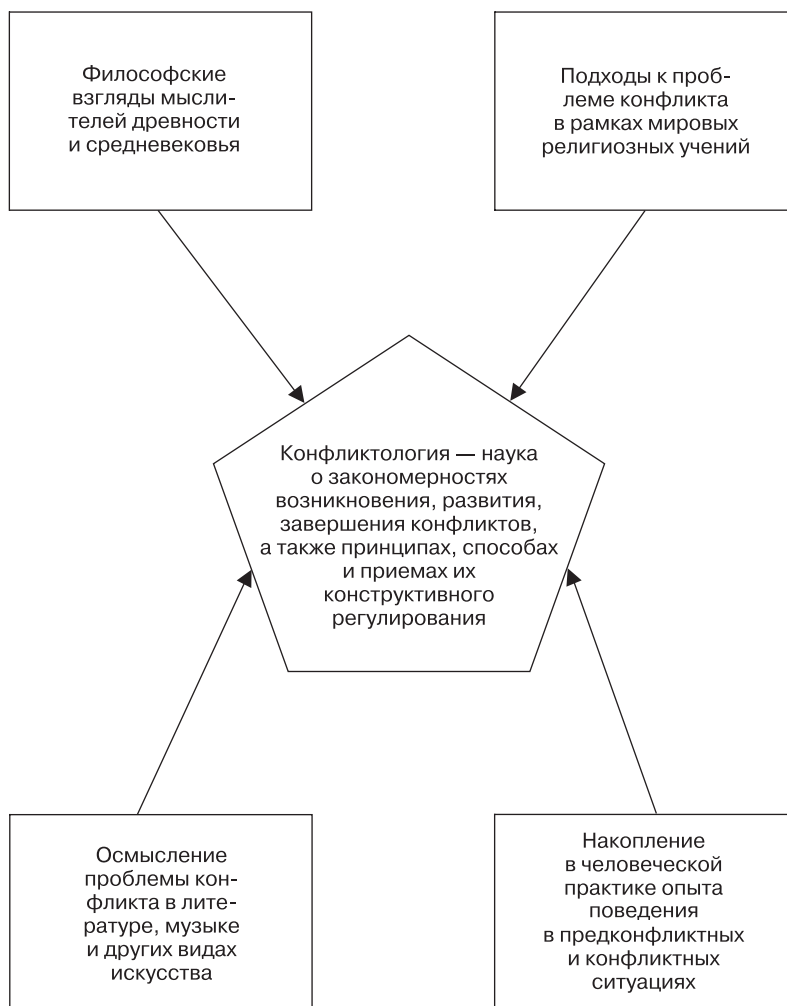 Философские
взгляды мысли-
телей древности
и средневековья
Подходы к проб-
леме конфликта
в рамках мировых
религиозных учений
Конфликтология — наука
о закономерностях
возникновения, развития,
завершения конфликтов,
а также принципах, способах
и приемах их
конструктивного
регулирования
Осмысление
проблемы кон-
фликта в лите-
ратуре, музыке
и других видах
искусства
Накопление
в человеческой
практике опыта
поведения
в предконфликтных
и конфликтных
ситуациях